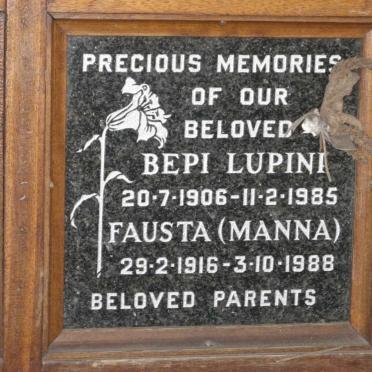 PRECIOUS MEMORIES
OF OUR
BELOVED
BEPI LUPINI
20·7·1906-11·2·1985
FAUSTA (MANNA)
29·2·1916-3·10·1988
BELOVED PARENTS